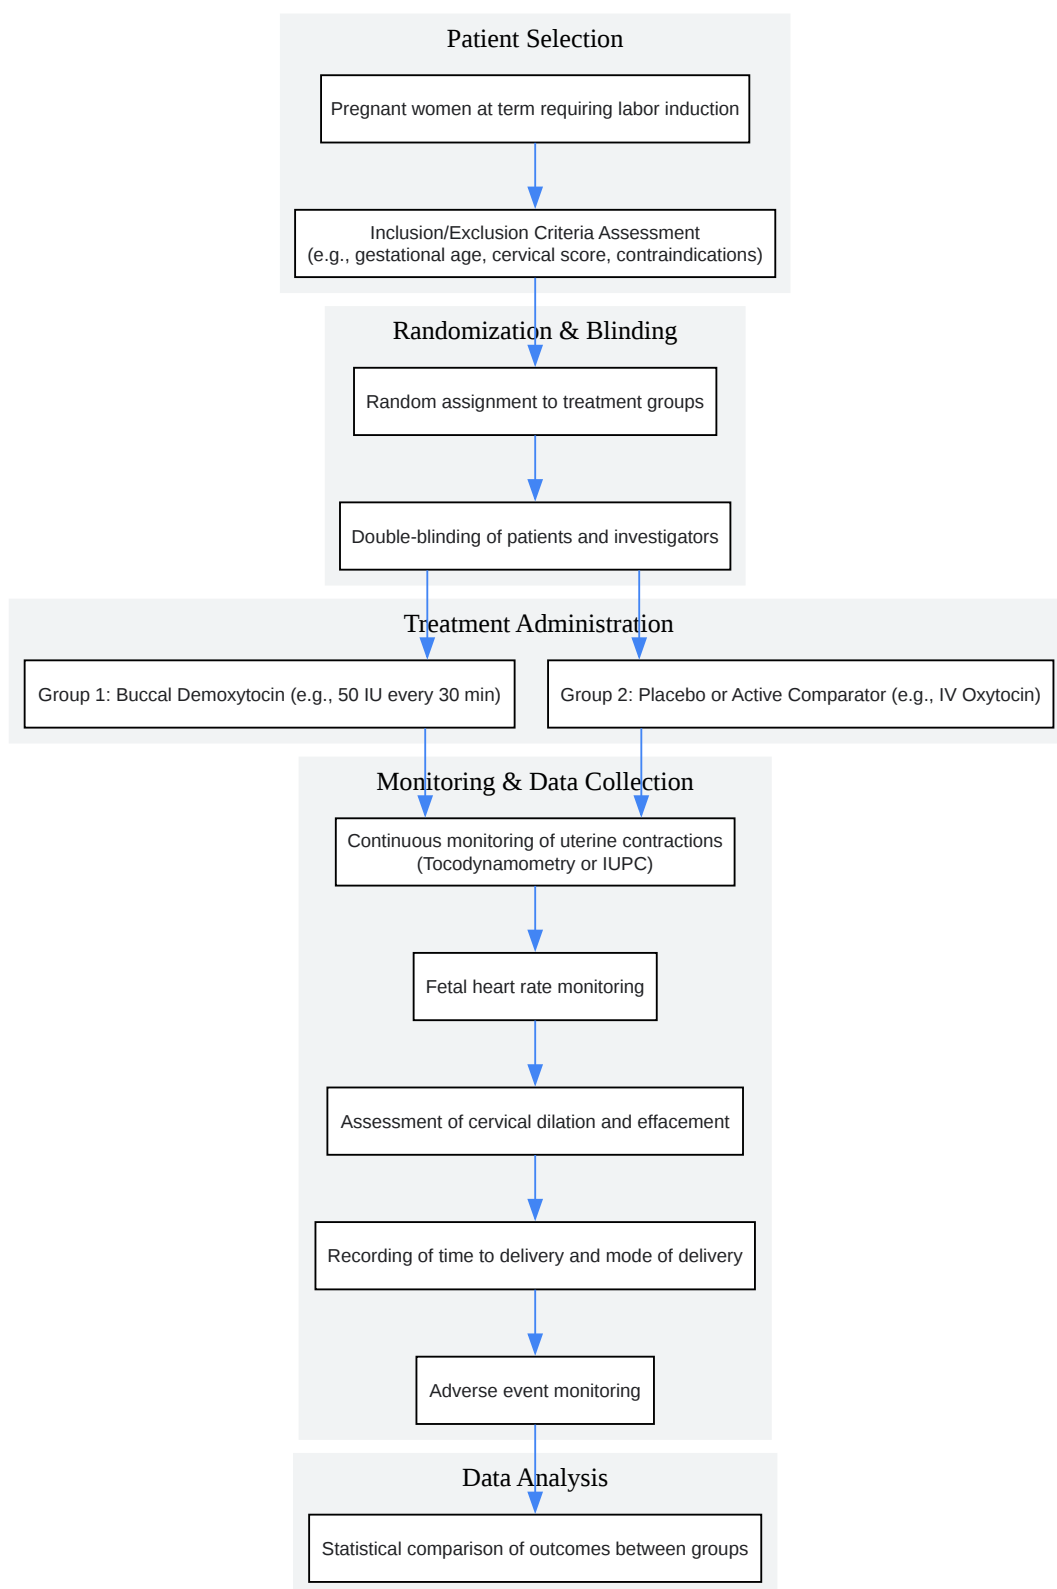 Patient Selection
Pregnant women at term requiring labor induction
Inclusion/Exclusion Criteria Assessment
(e.g., gestational age, cervical score, contraindications)
Randomization & Blinding
Random assignment to treatment groups
Double-blinding of patients and investigators
Treatment Administration
Group 1: Buccal Demoxytocin (e.g., 50 IU every 30 min)
Group 2: Placebo or Active Comparator (e.g., IV Oxytocin)
Monitoring & Data Collection
Continuous monitoring of uterine contractions
(Tocodynamometry or IUPC)
Fetal heart rate monitoring
Assessment of cervical dilation and effacement
Recording of time to delivery and mode of delivery
Adverse event monitoring
Data Analysis
Statistical comparison of outcomes between groups